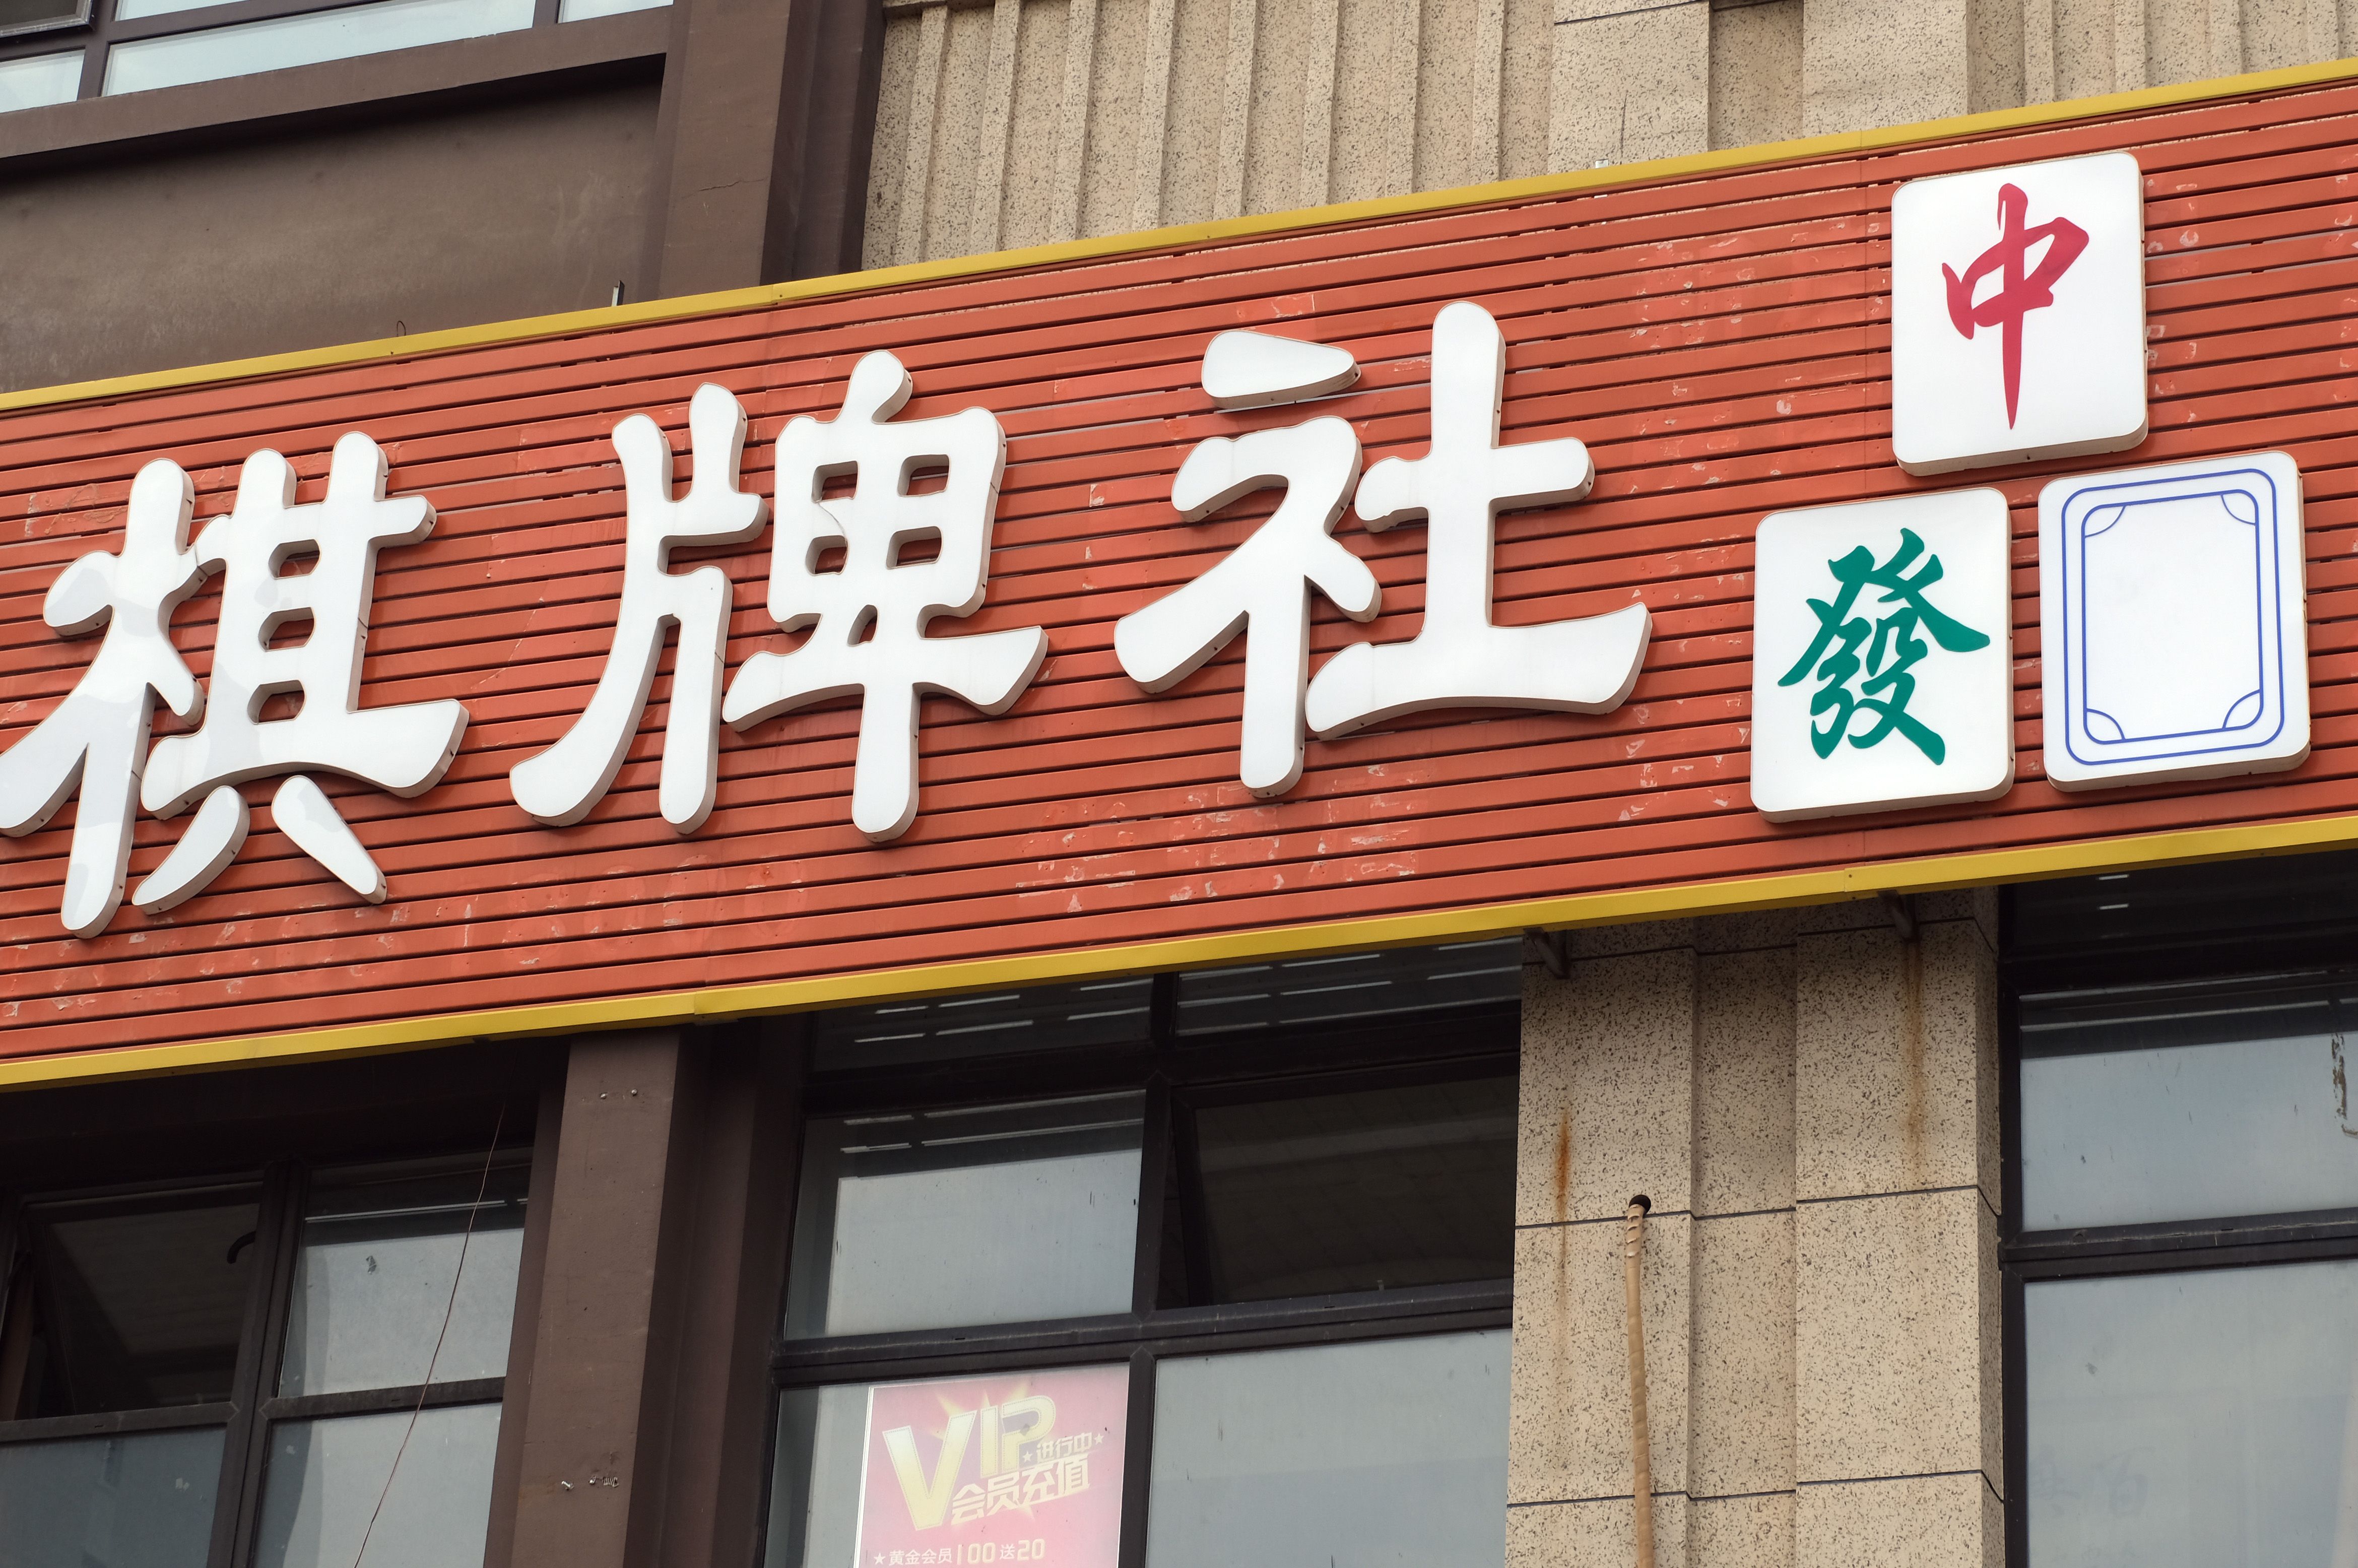 棋牌社
中
發
VIP
进行中
会员充值
黄金会员100送20